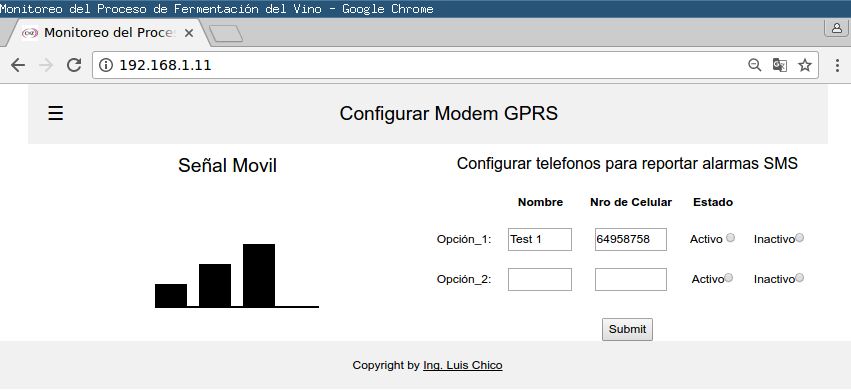 Monitoreo del Proceso de Fermentación del Vino - Google Chrome
Monitoreo del Proce
192.168.1.11
Configurar Modem GPRS
Señal Movil
Configurar telefonos para reportar alarmas SMS
Nombre Nro de Celular Estado
Opción_1: Test 1 64958758 Activo Inactivo
Opción_2: Activo Inactivo
Submit
Copyright by Ing. Luis Chico